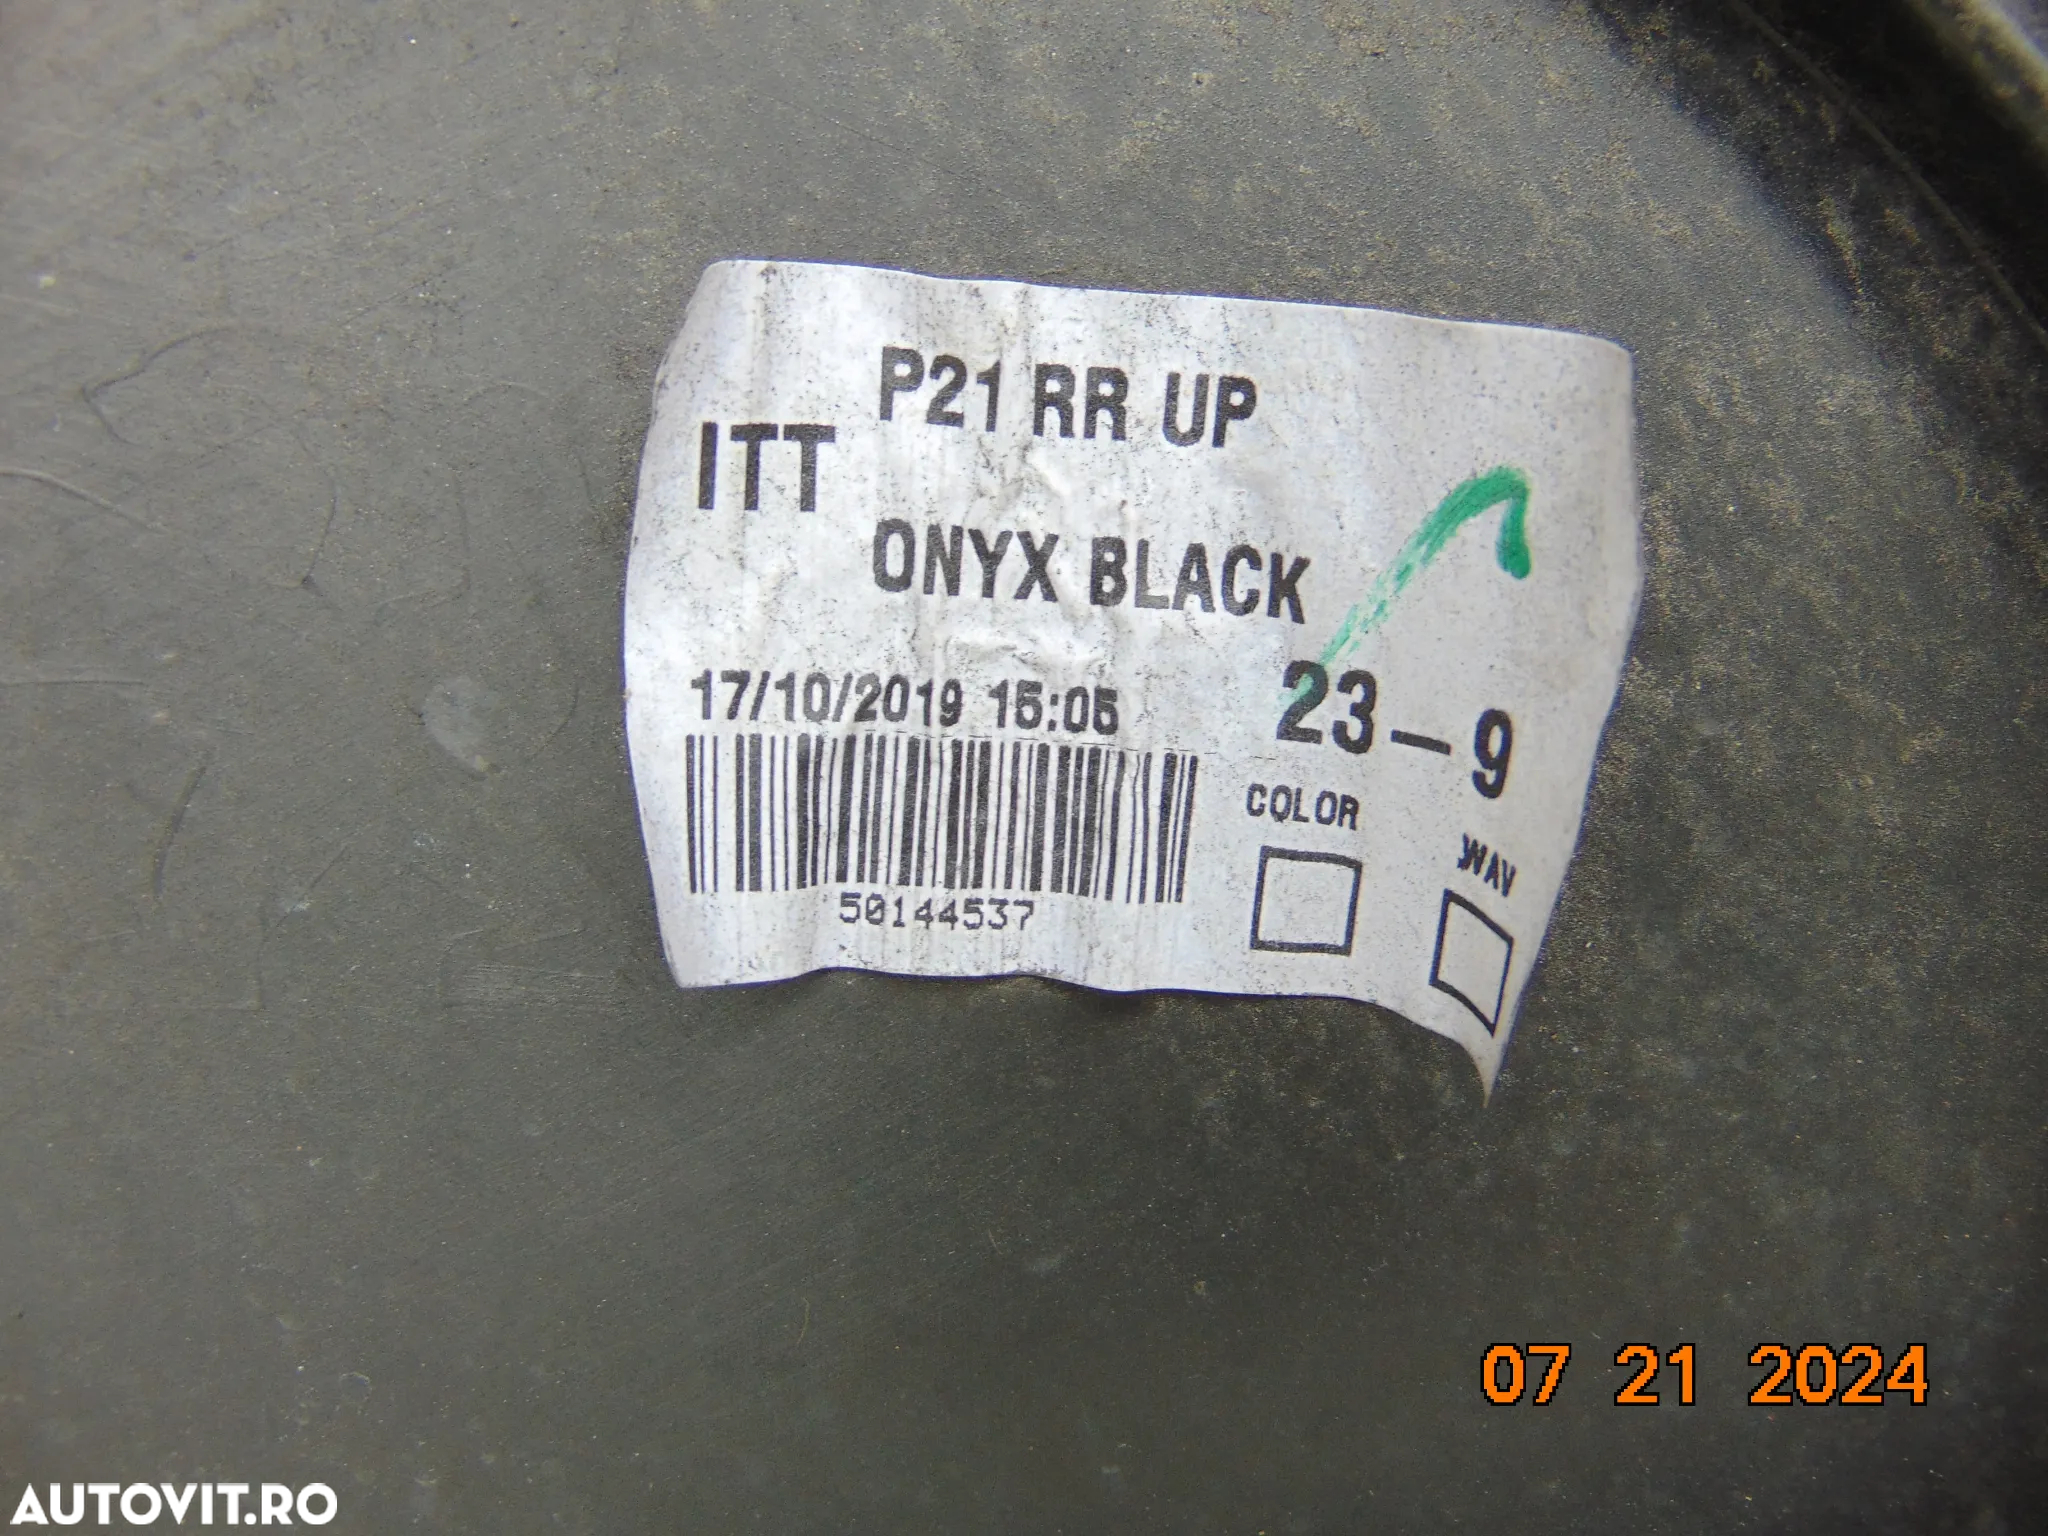 P21 RR UP
ITT
ONYX BLACK
17/10/2019 15:05
23-9
COLOR
50144537
07 21 2024
AUTOVIT.RO